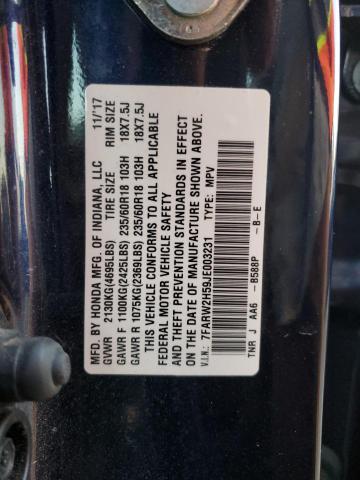 MFD. BY HONDA MFG. OF INDIANA, LLC 11/17
GVWR 2130KG(4695LBS) TIRE SIZE RIM SIZE
GAWR F 1100KG(2425LBS) 235/60R18 103H 18X7.5J
GAWR R 1075KG(2369LBS) 235/60R18 103H 18X7.5J
THIS VEHICLE CONFORMS TO ALL APPLICABLE
FEDERAL MOTOR VEHICLE SAFETY
AND THEFT PREVENTION STANDARDS IN EFFECT
ON THE DATE OF MANUFACTURE SHOWN ABOVE.
V.I.N.: 7FARW2H59JE003231 TYPE: MPV
TNR J AA6 -B588P -B-E